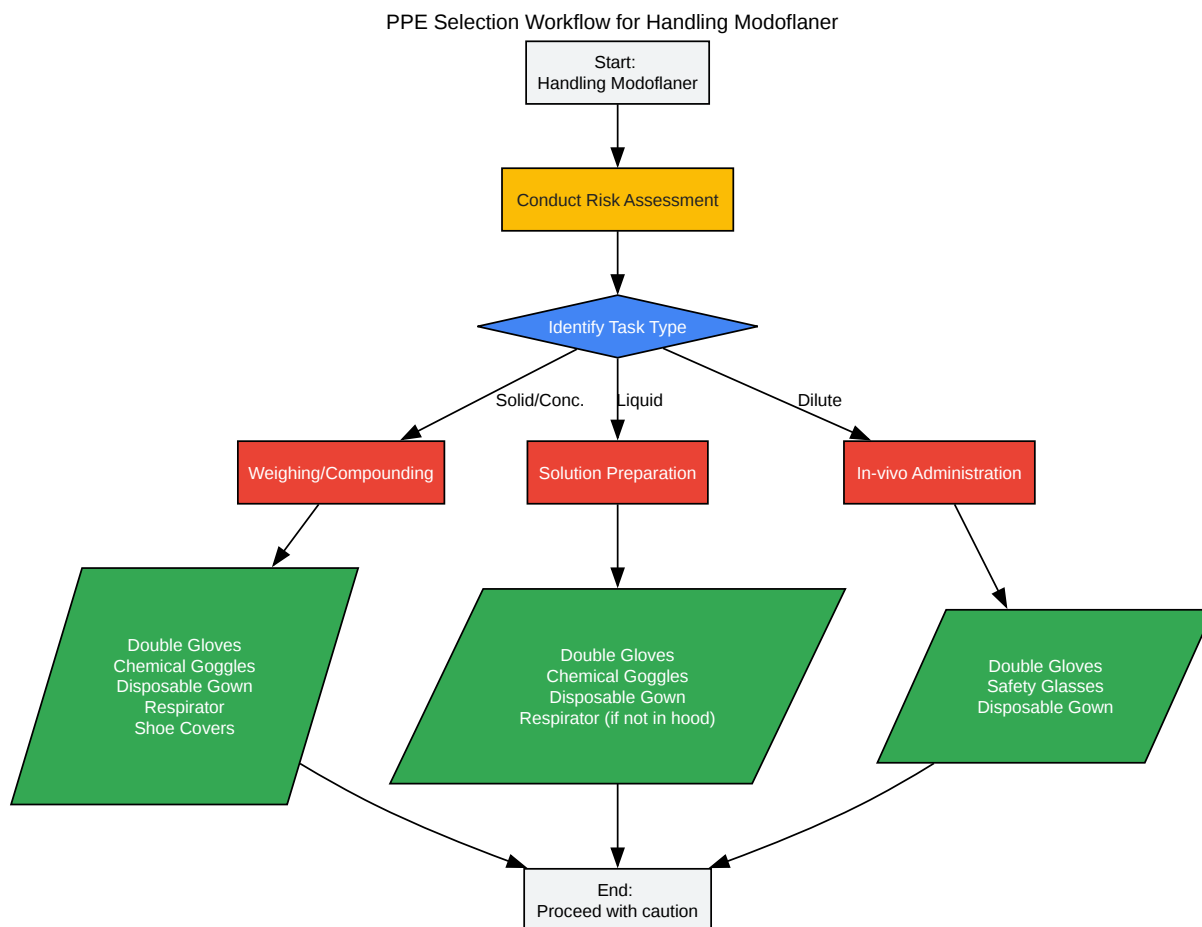 PPE Selection Workflow for Handling Modoflaner
Start:
Handling Modoflaner
Conduct Risk Assessment
Identify Task Type
Solid/Conc.
Liquid
Dilute
Weighing/Compounding
Solution Preparation
In-vivo Administration
Double Gloves
Chemical Goggles
Disposable Gown
Respirator
Shoe Covers
Double Gloves
Chemical Goggles
Disposable Gown
Respirator (if not in hood)
Double Gloves
Safety Glasses
Disposable Gown
End:
Proceed with caution